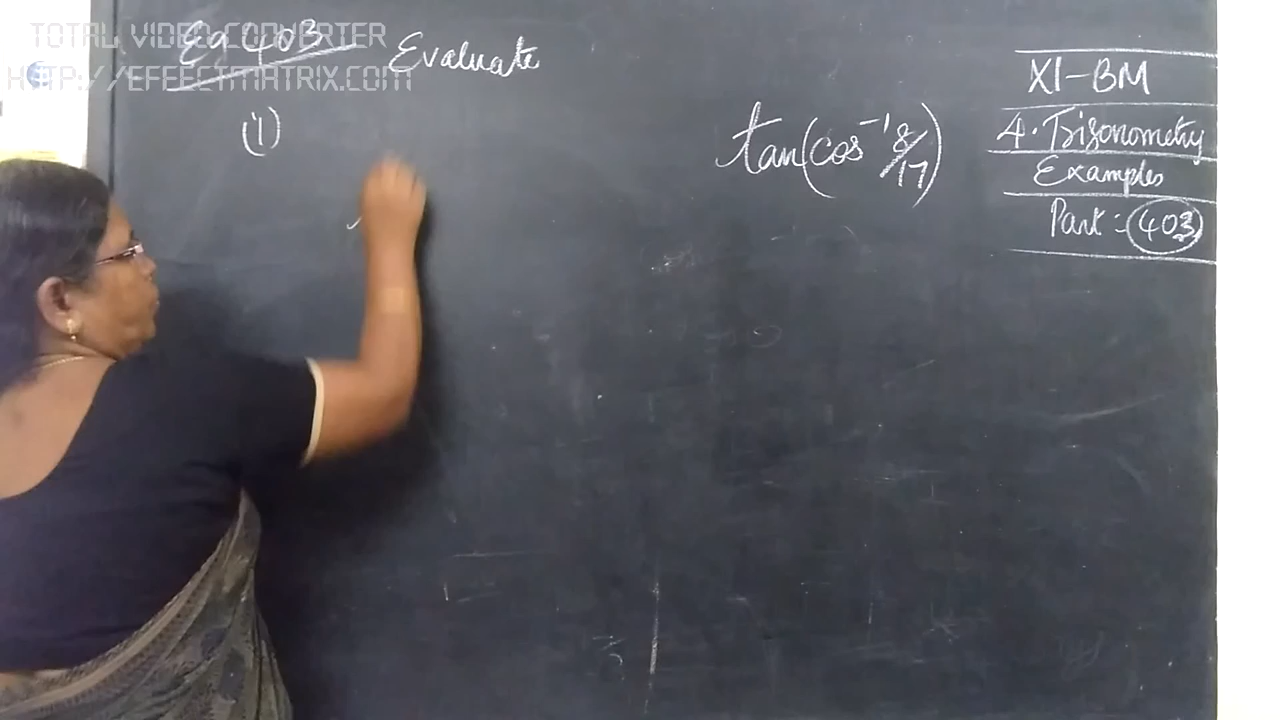 TOTAL VIDEO CONVERTER
HTTP://EFFECTMATRIX.COM
Eg 403
Evaluate
(1)
tan(cos⁻¹ 8/17)
XI-BM
4. Trigonometry
Examples
Part: 403